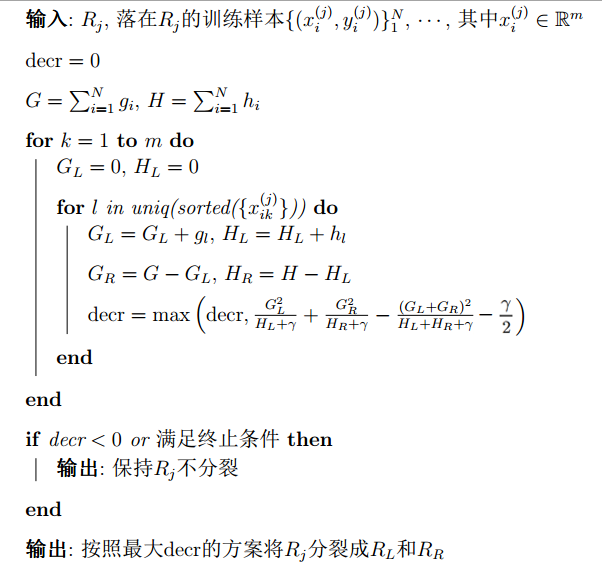 输入: $R_j$, 落在$R_j$的训练样本$\{(x_i^{(j)}, y_i^{(j)})\}_1^N$, $\cdots$, 其中$x_i^{(j)} \in \mathbb{R}^m$
decr = 0
$G = \sum_{i=1}^N g_i$, $H = \sum_{i=1}^N h_i$
for $k = 1$ to $m$ do
$G_L = 0$, $H_L = 0$
for $l$ in uniq(sorted($\{x_{ik}^{(j)}\}$)) do
$G_L = G_L + g_l$, $H_L = H_L + h_l$
$G_R = G - G_L$, $H_R = H - H_L$
decr = $\max\left(\text{decr}, \frac{G_L^2}{H_L+\gamma} + \frac{G_R^2}{H_R+\gamma} - \frac{(G_L+G_R)^2}{H_L+H_R+\gamma} - \frac{\gamma}{2}\right)$
end
end
if decr < 0 or 满足终止条件 then
输出: 保持$R_j$不分裂
end
输出: 按照最大decr的方案将$R_j$分裂成$R_L$和$R_R$